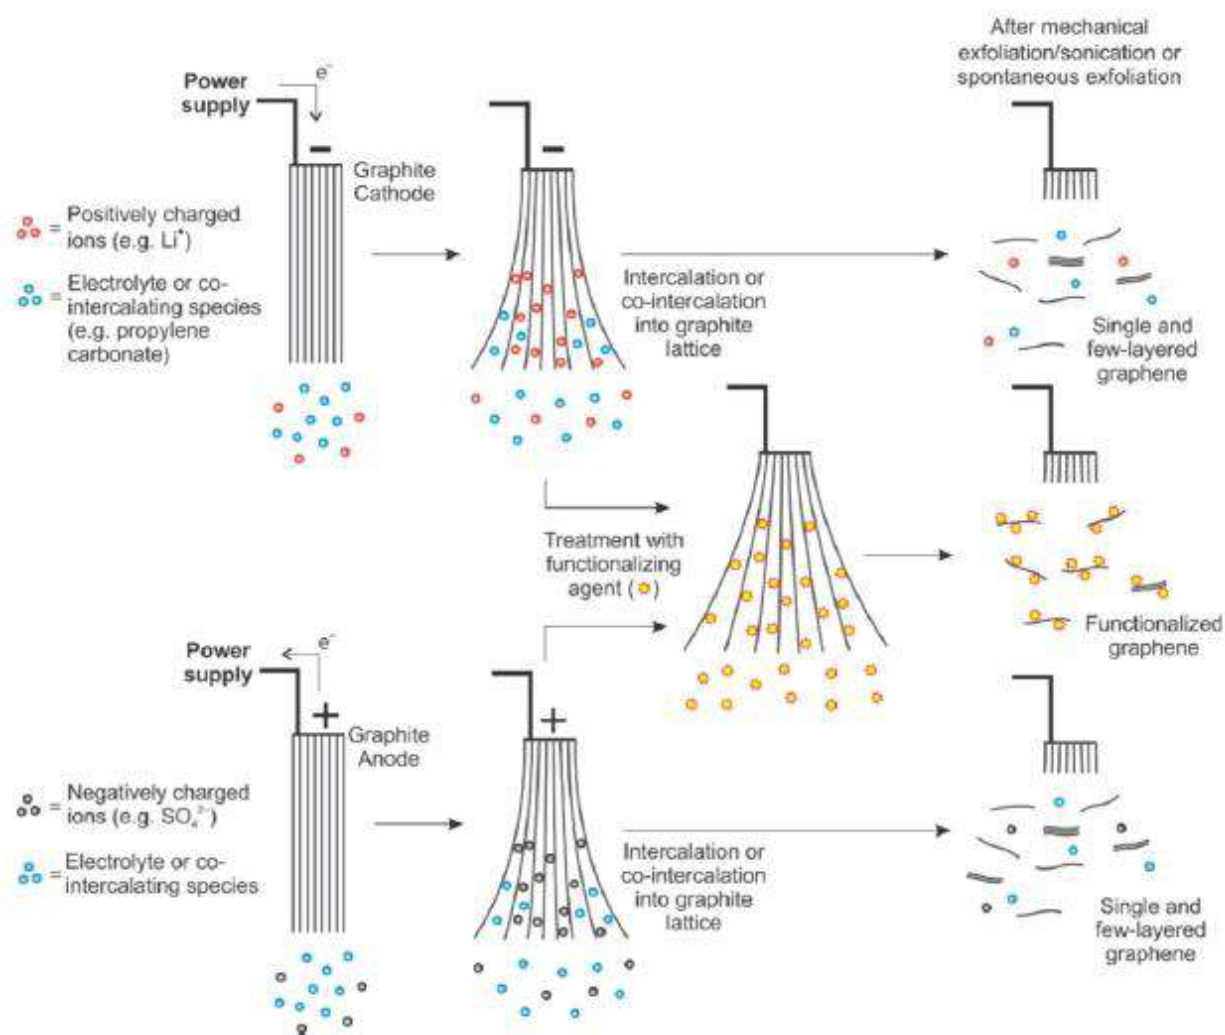 After mechanical
exfoliation/sonication or
spontaneous exfoliation
Power
supply
e⁻
−
−
Graphite
Cathode
= Positively charged
ions (e.g. Li⁺)
= Electrolyte or co-
intercalating species
(e.g. propylene
carbonate)
Intercalation or
co-intercalation
into graphite
lattice
Single and
few-layered
graphene
Treatment with
functionalizing
agent ( )
Functionalized
graphene
Power
supply
e⁻
+
+
Graphite
Anode
= Negatively charged
ions (e.g. SO₄²⁻)
= Electrolyte or co-
intercalating species
Intercalation or
co-intercalation
into graphite
lattice
Single and
few-layered
graphene